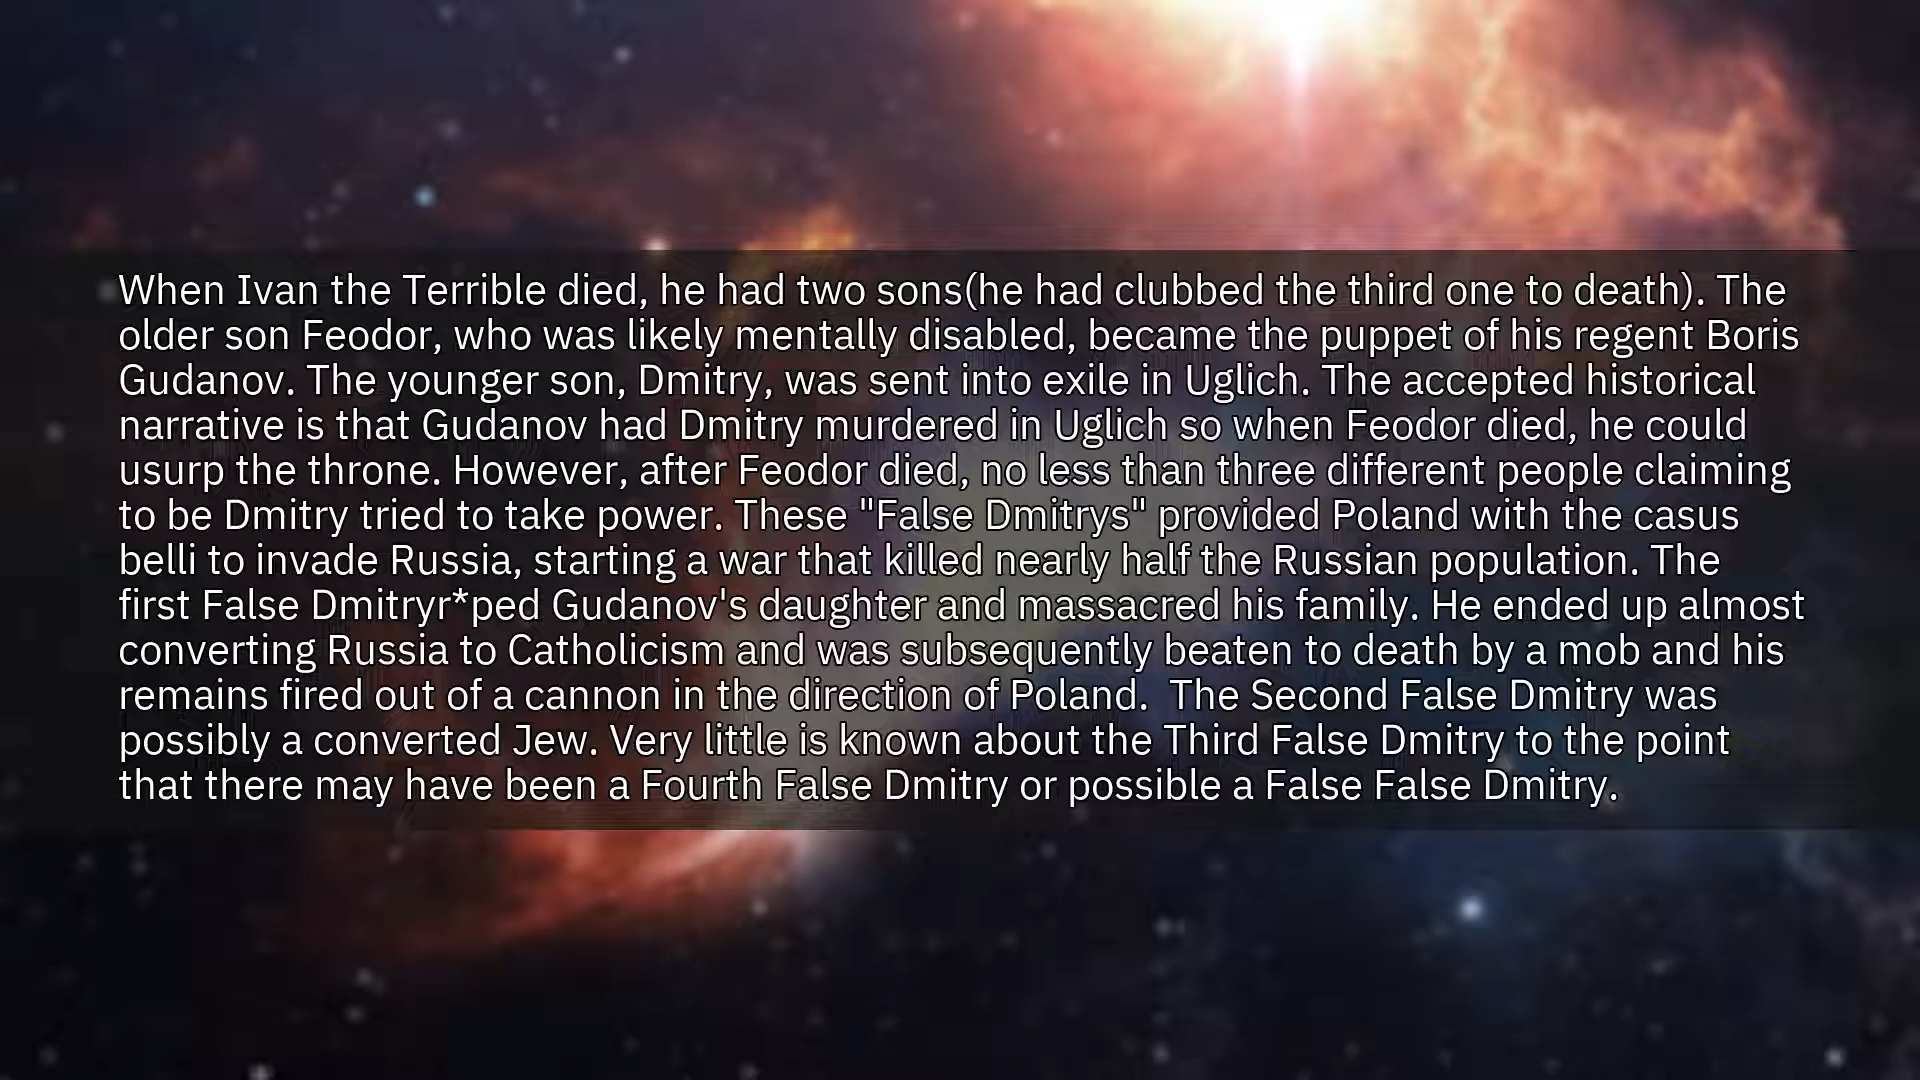 When Ivan the Terrible died, he had two sons(he had clubbed the third one to death). The
older son Feodor, who was likely mentally disabled, became the puppet of his regent Boris
Gudanov. The younger son, Dmitry, was sent into exile in Uglich. The accepted historical
narrative is that Gudanov had Dmitry murdered in Uglich so when Feodor died, he could
usurp the throne. However, after Feodor died, no less than three different people claiming
to be Dmitry tried to take power. These "False Dmitrys" provided Poland with the casus
belli to invade Russia, starting a war that killed nearly half the Russian population. The
first False Dmitryr*ped Gudanov's daughter and massacred his family. He ended up almost
converting Russia to Catholicism and was subsequently beaten to death by a mob and his
remains fired out of a cannon in the direction of Poland.  The Second False Dmitry was
possibly a converted Jew. Very little is known about the Third False Dmitry to the point
that there may have been a Fourth False Dmitry or possible a False False Dmitry.